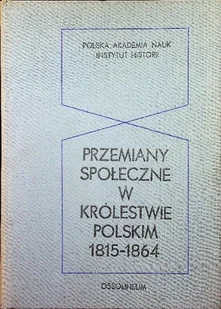 POLSKA AKADEMIA NAUK
INSTYTUT HISTORII
PRZEMIANY
SPOŁECZNE
W
KRÓLESTWIE
POLSKIM
1815-1864
OSSOLINEUM